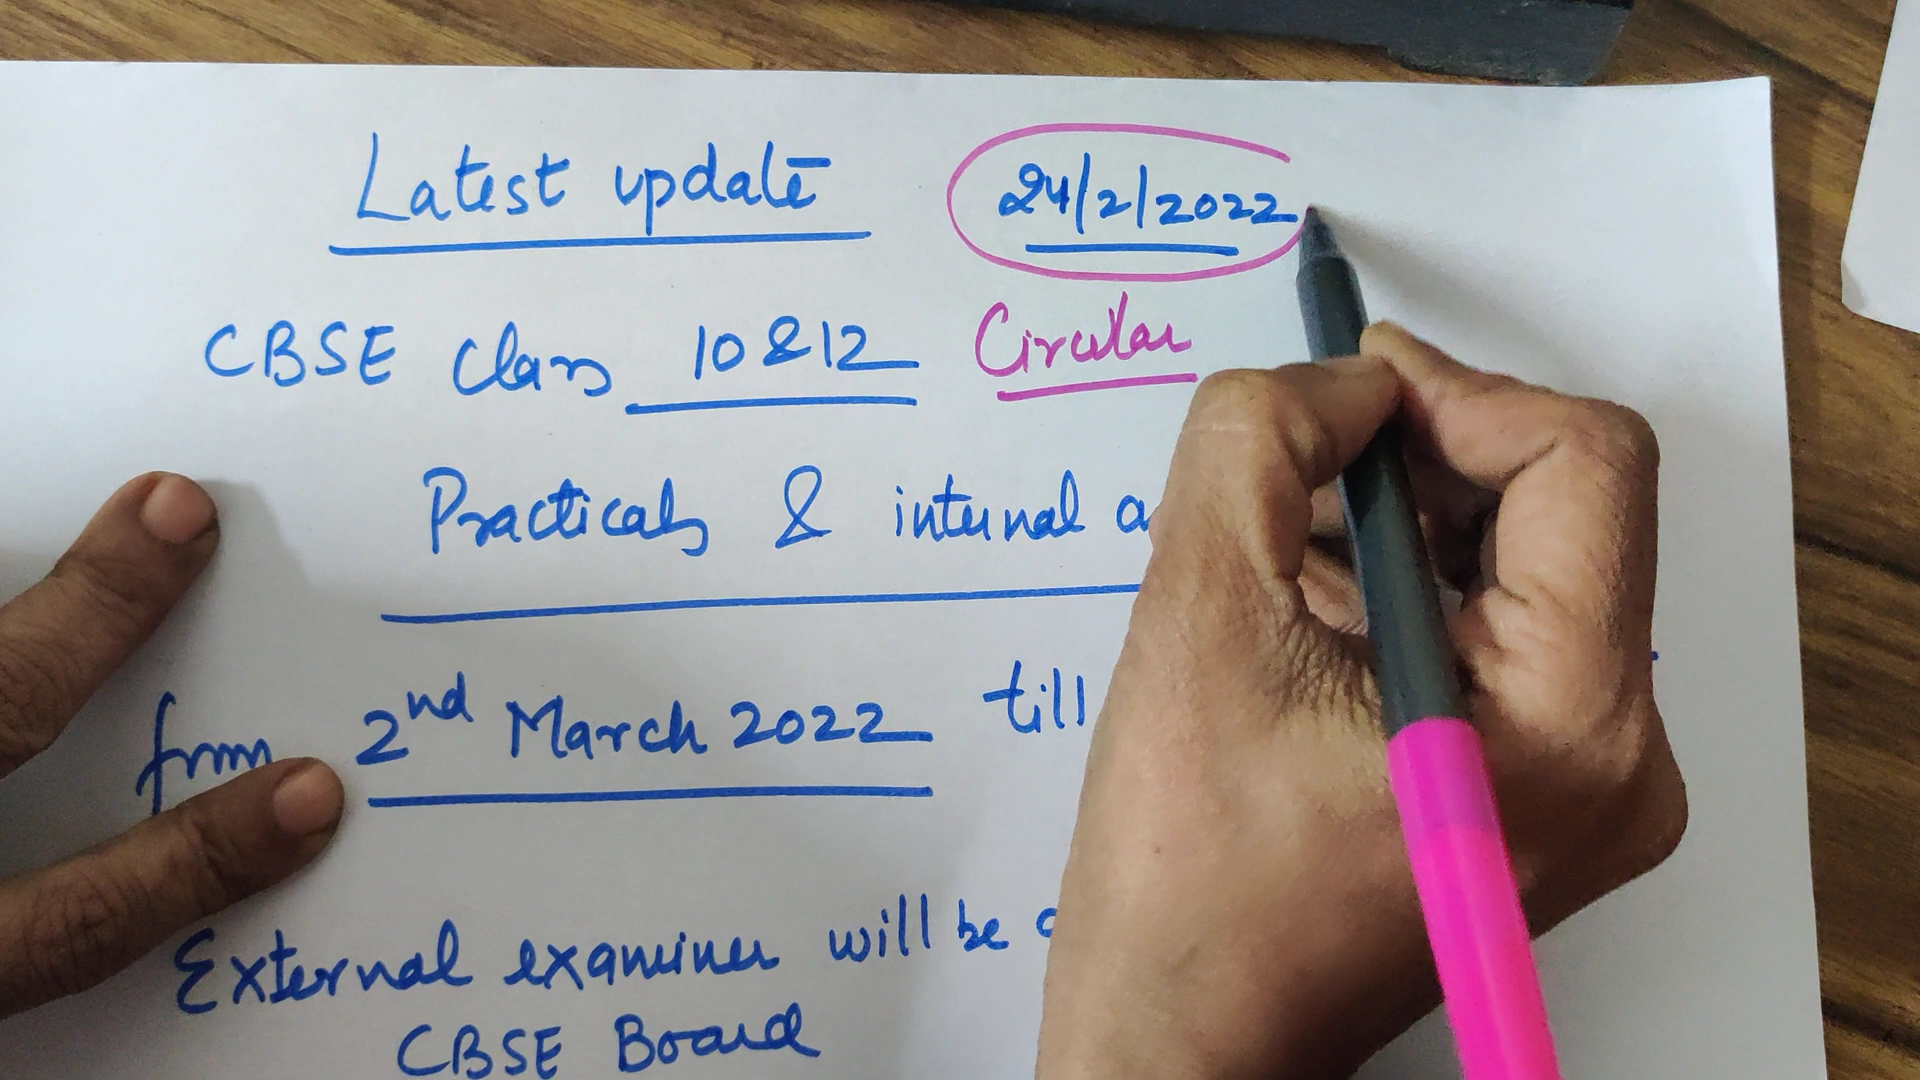 Latest update 24/2/2022
CBSE Class 10 & 12 Circular
Practicals & internal
from 2nd March 2022 till
External examiner will be
CBSE Board